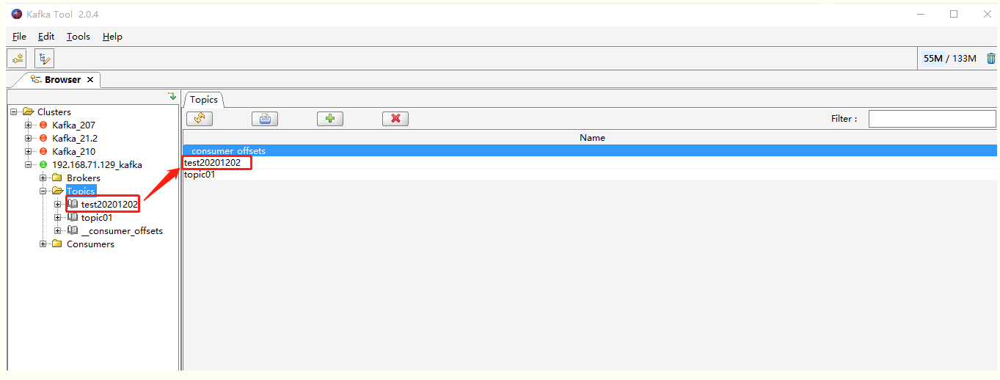 Kafka Tool 2.0.4
File Edit Tools Help
55M / 133M
Browser
Topics
Clusters
Kafka_207
Kafka_21.2
Kafka_210
192.168.71.129_kafka
Brokers
Topics
test20201202
topic01
__consumer_offsets
Consumers
Filter :
Name
__consumer_offsets
test20201202
topic01